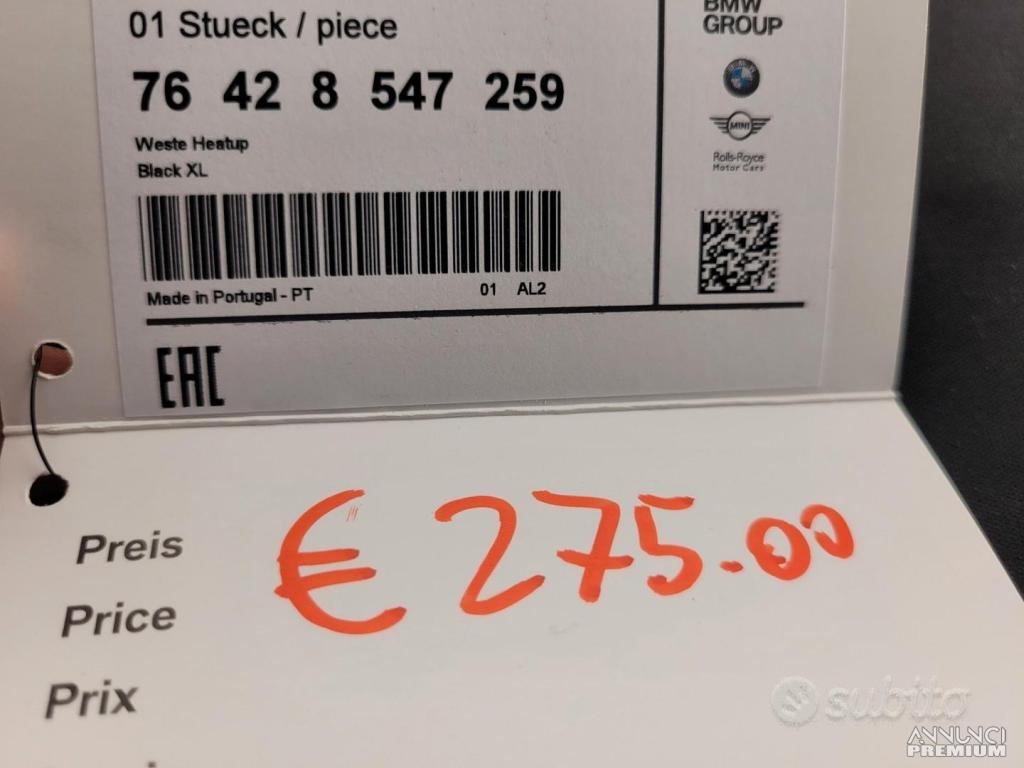 01 Stueck / piece
76 42 8 547 259
Weste Heatup
Black XL
Made in Portugal - PT 01 AL2
BMW
GROUP
MINI
Rolls-Royce
Motor Cars
EAC
Preis
Price
Prix
€ 275.00
subito
ANNUNCI
PREMIUM